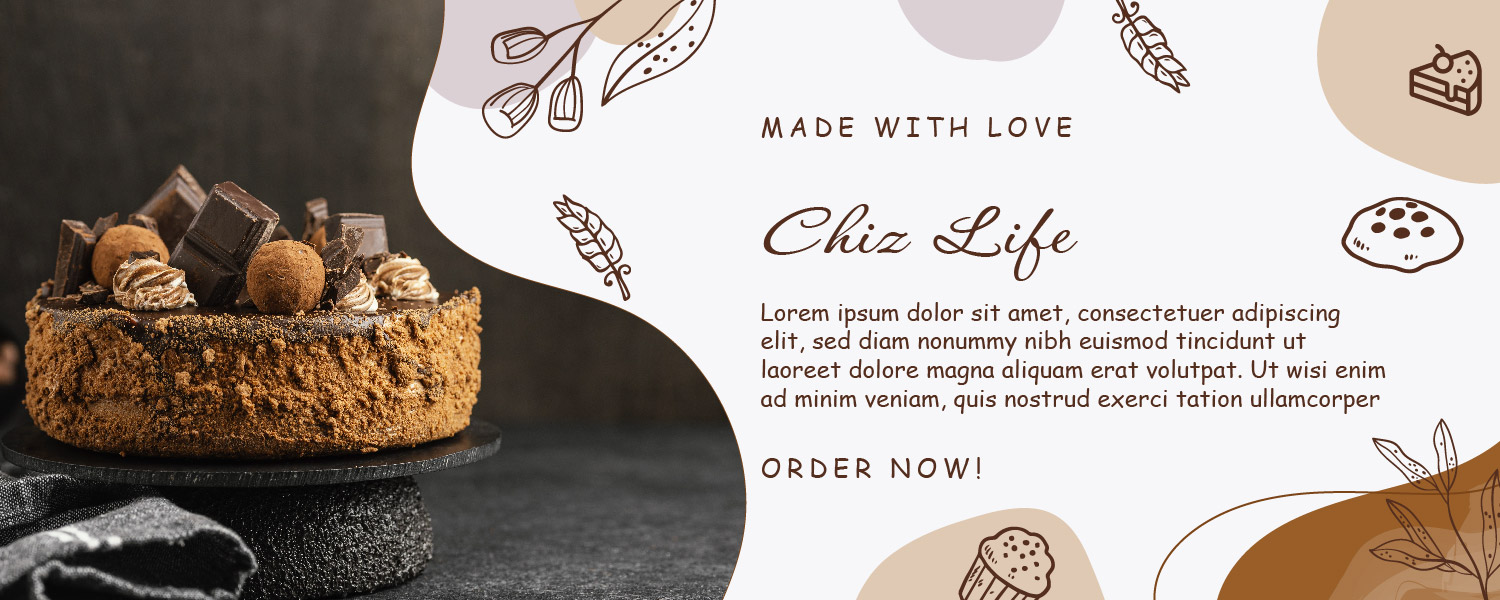 MADE WITH LOVE
Chiz Life
Lorem ipsum dolor sit amet, consectetuer adipiscing
elit, sed diam nonummy nibh euismod tincidunt ut
laoreet dolore magna aliquam erat volutpat. Ut wisi enim
ad minim veniam, quis nostrud exerci tation ullamcorper
ORDER NOW!